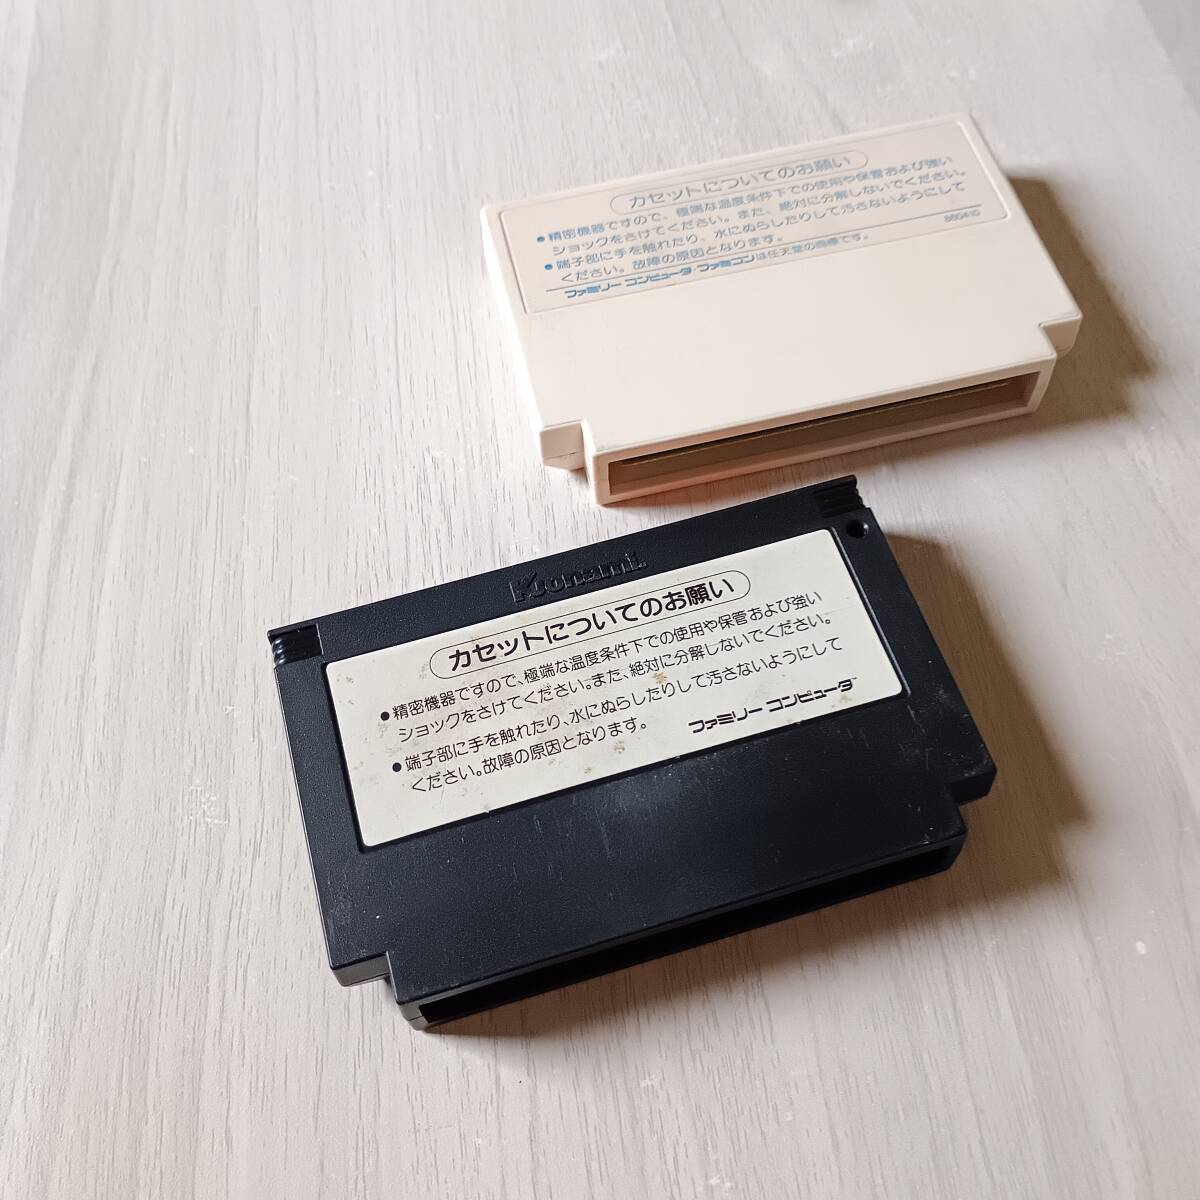 カセットについてのお願い
●精密機器ですので、極端な温度条件下での使用や保管および強い
ショックをさけてください。また、絶対に分解しないでください。
●端子部に手を触れたり、水にぬらしたりして汚さないようにして
ください。故障の原因となります。
860410
ファミリー コンピュータ・ファミコンは任天堂の商標です。
Konami
カセットについてのお願い
●精密機器ですので、極端な温度条件下での使用や保管および強い
ショックをさけてください。また、絶対に分解しないでください。
●端子部に手を触れたり、水にぬらしたりして汚さないようにして
ください。故障の原因となります。
ファミリー コンピュータ™